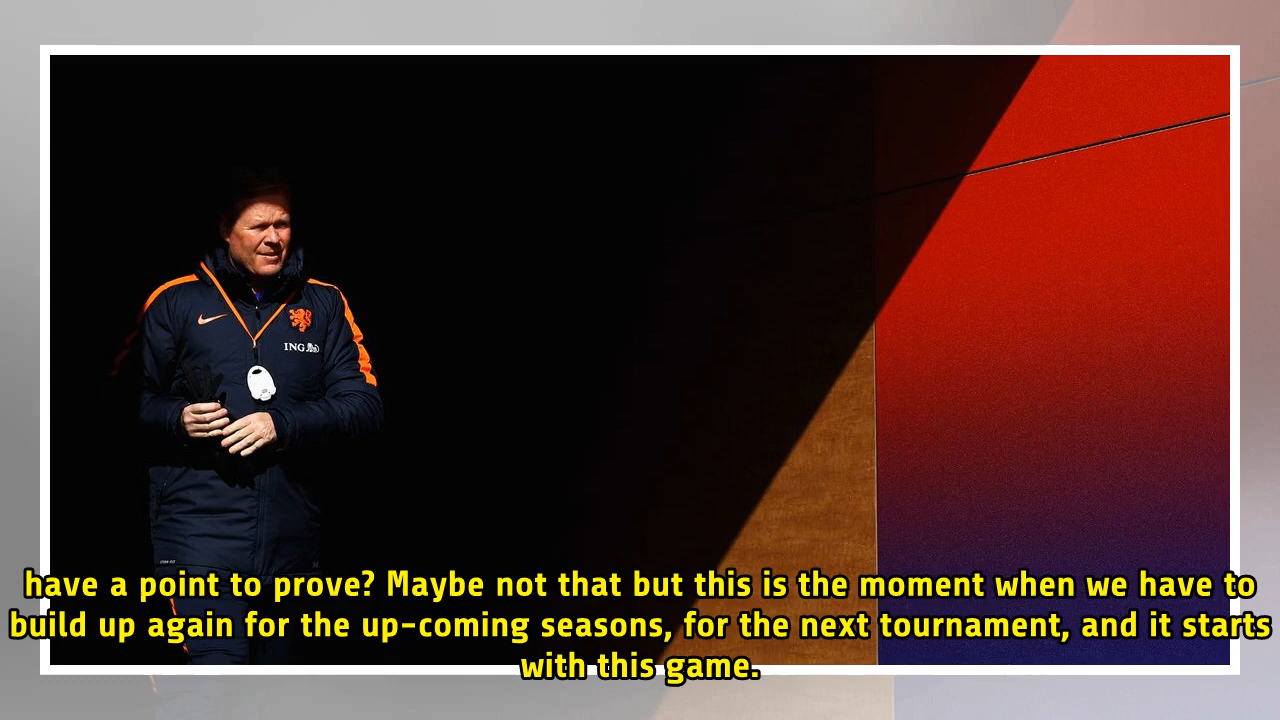 ING
have a point to prove? Maybe not that but this is the moment when we have to
build up again for the up-coming seasons, for the next tournament, and it starts
with this game.